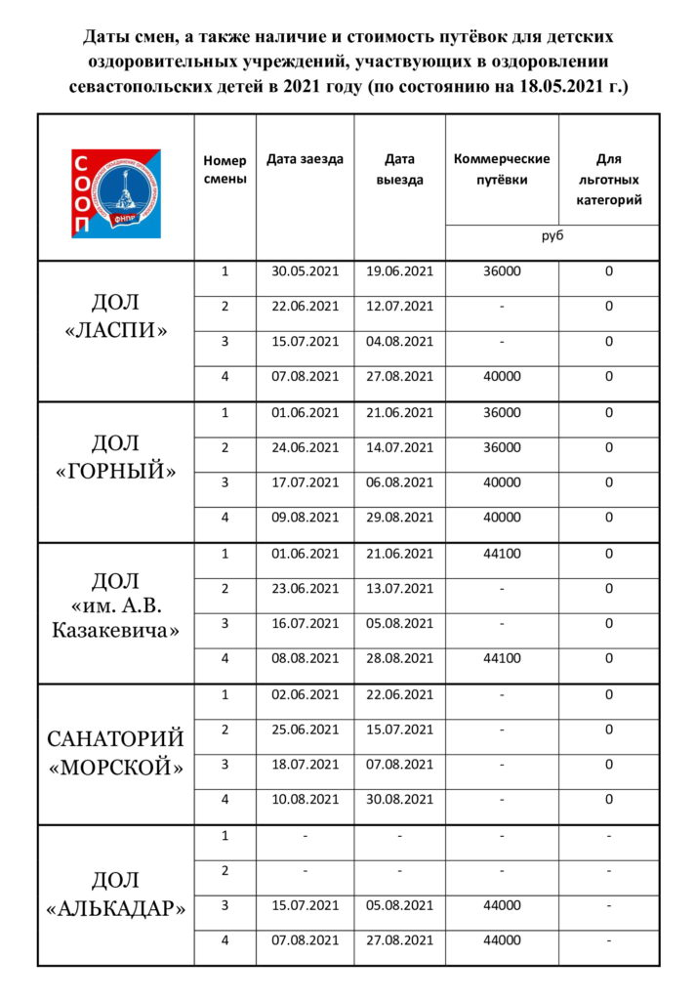 Даты смен, а также наличие и стоимость путёвок для детских
оздоровительных учреждений, участвующих в оздоровлении
севастопольских детей в 2021 году (по состоянию на 18.05.2021 г.)
СООП
ФНПР
Номер смены Дата заезда Дата выезда Коммерческие путёвки Для льготных категорий
руб
ДОЛ
«ЛАСПИ»
1 30.05.2021 19.06.2021 36000 0
2 22.06.2021 12.07.2021 - 0
3 15.07.2021 04.08.2021 - 0
4 07.08.2021 27.08.2021 40000 0
ДОЛ
«ГОРНЫЙ»
1 01.06.2021 21.06.2021 36000 0
2 24.06.2021 14.07.2021 36000 0
3 17.07.2021 06.08.2021 40000 0
4 09.08.2021 29.08.2021 40000 0
ДОЛ
«им. А.В.
Казакевича»
1 01.06.2021 21.06.2021 44100 0
2 23.06.2021 13.07.2021 - 0
3 16.07.2021 05.08.2021 - 0
4 08.08.2021 28.08.2021 44100 0
САНАТОРИЙ
«МОРСКОЙ»
1 02.06.2021 22.06.2021 - 0
2 25.06.2021 15.07.2021 - 0
3 18.07.2021 07.08.2021 - 0
4 10.08.2021 30.08.2021 - 0
ДОЛ
«АЛЬКАДАР»
1 - - - -
2 - - - -
3 15.07.2021 05.08.2021 44000 -
4 07.08.2021 27.08.2021 44000 -